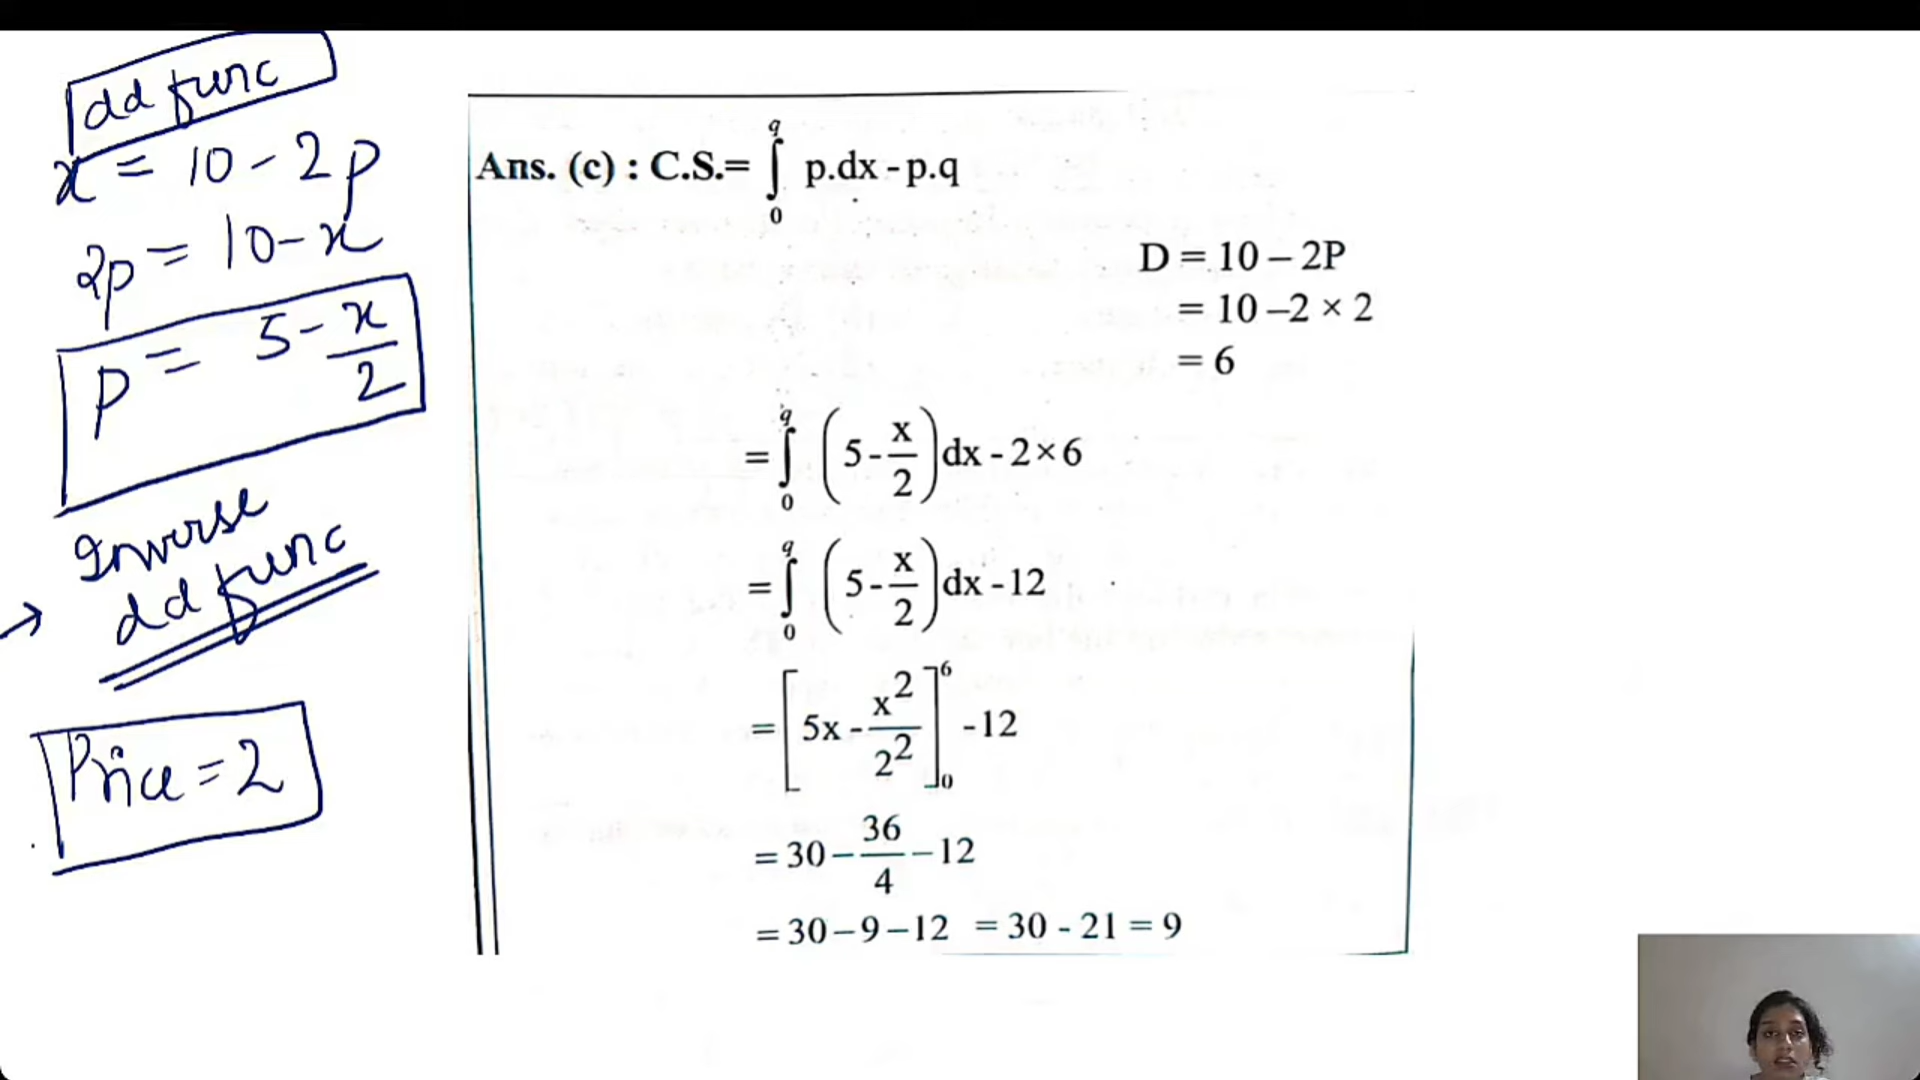 dd func
x = 10 - 2p
2p = 10 - x
p = 5 - x/2
Inverse
→ dd func
Price = 2
Ans. (c) : C.S.= ∫₀^q p.dx - p.q
D = 10 – 2P
= 10 –2 × 2
= 6
= ∫₀^q (5 - x/2) dx - 2×6
= ∫₀^q (5 - x/2) dx -12
= [5x - x²/2²]₀⁶ -12
= 30 – 36/4 – 12
= 30 – 9 – 12 = 30 - 21 = 9